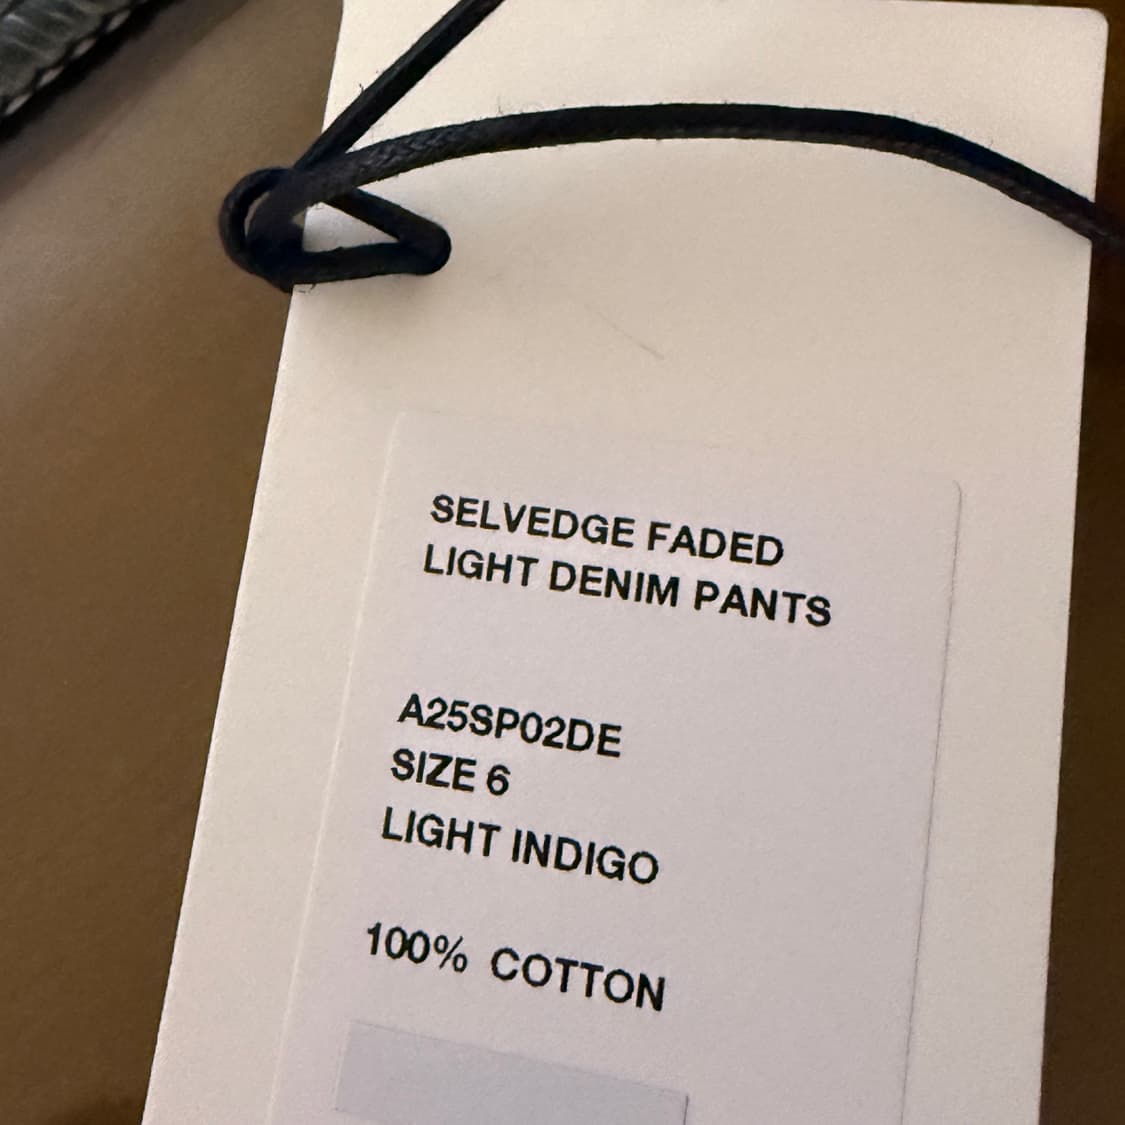 SELVEDGE FADED
LIGHT DENIM PANTS
A25SP02DE
SIZE 6
LIGHT INDIGO
100% COTTON